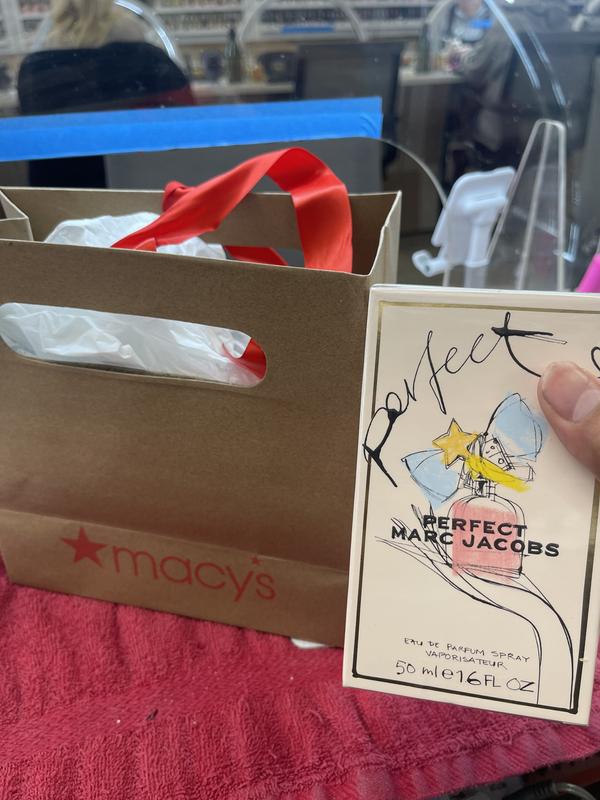 perfect
PERFECT
MARC JACOBS
EAU DE PARFUM SPRAY
VAPORISATEUR
50 ml e 1.6 FL OZ
macy's